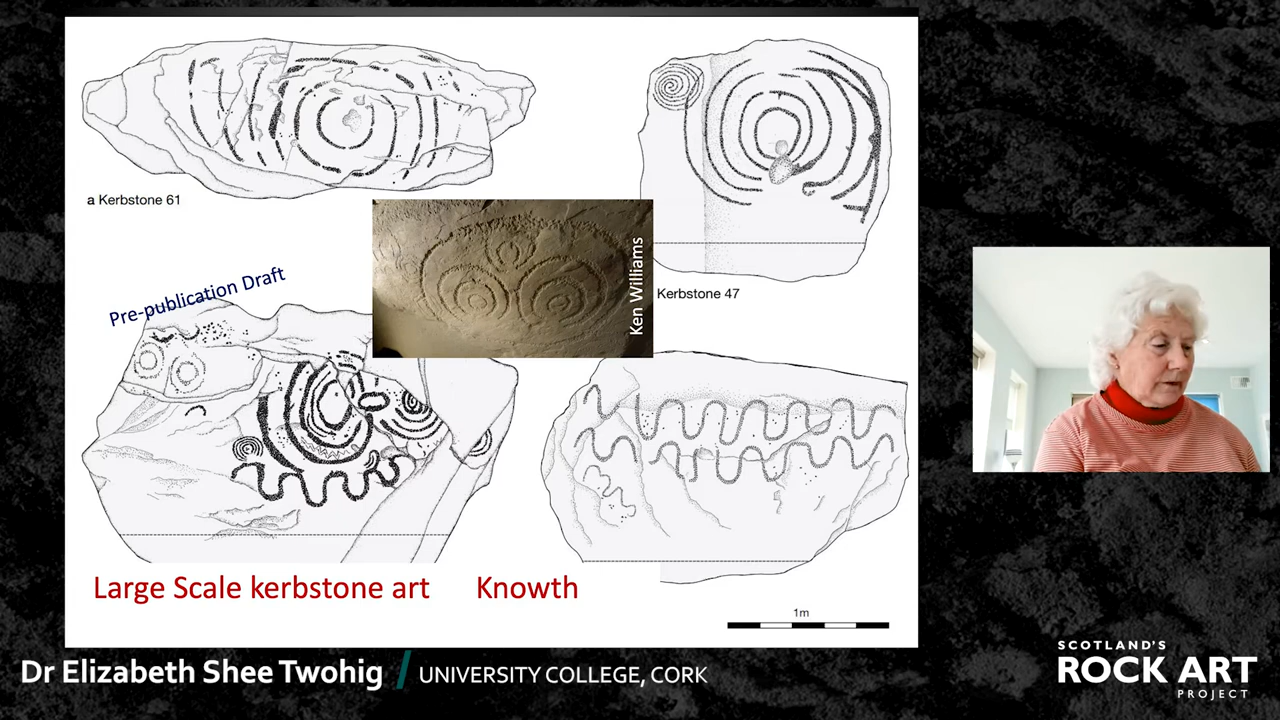 a Kerbstone 61
Ken Williams
Kerbstone 47
Pre-publication Draft
Large Scale kerbstone art Knowth
1m
Dr Elizabeth Shee Twohig / UNIVERSITY COLLEGE, CORK
SCOTLAND'S
ROCK ART
PROJECT